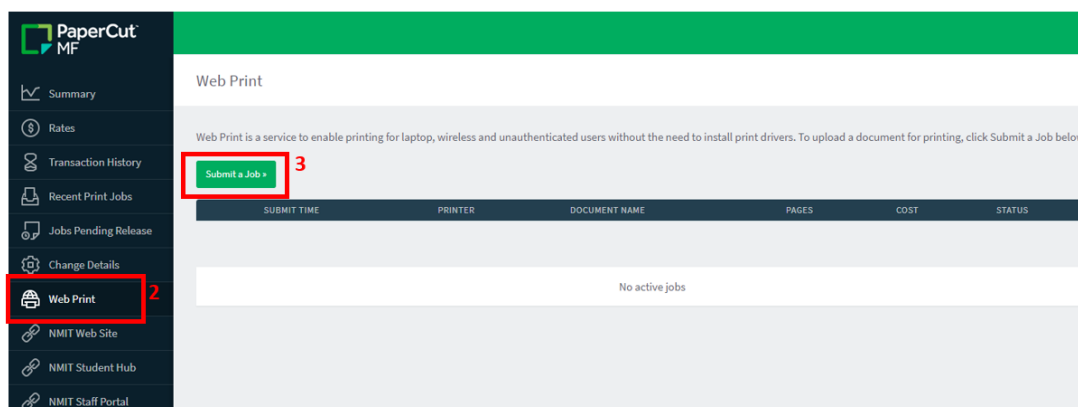 PaperCut
MF
Summary
Rates
Transaction History
Recent Print Jobs
Jobs Pending Release
Change Details
Web Print
2
NMIT Web Site
NMIT Student Hub
NMIT Staff Portal
Web Print
Web Print is a service to enable printing for laptop, wireless and unauthenticated users without the need to install print drivers. To upload a document for printing, click Submit a Job
Submit a Job »
3
SUBMIT TIME PRINTER DOCUMENT NAME PAGES COST STATUS
No active jobs